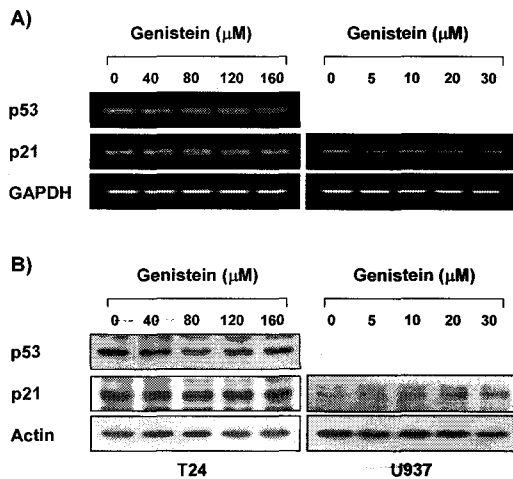 A)
Genistein (μM) Genistein (μM)
0 40 80 120 160 0 5 10 20 30
p53
p21
GAPDH
B)
Genistein (μM) Genistein (μM)
0 40 80 120 160 0 5 10 20 30
p53
p21
Actin
T24 U937